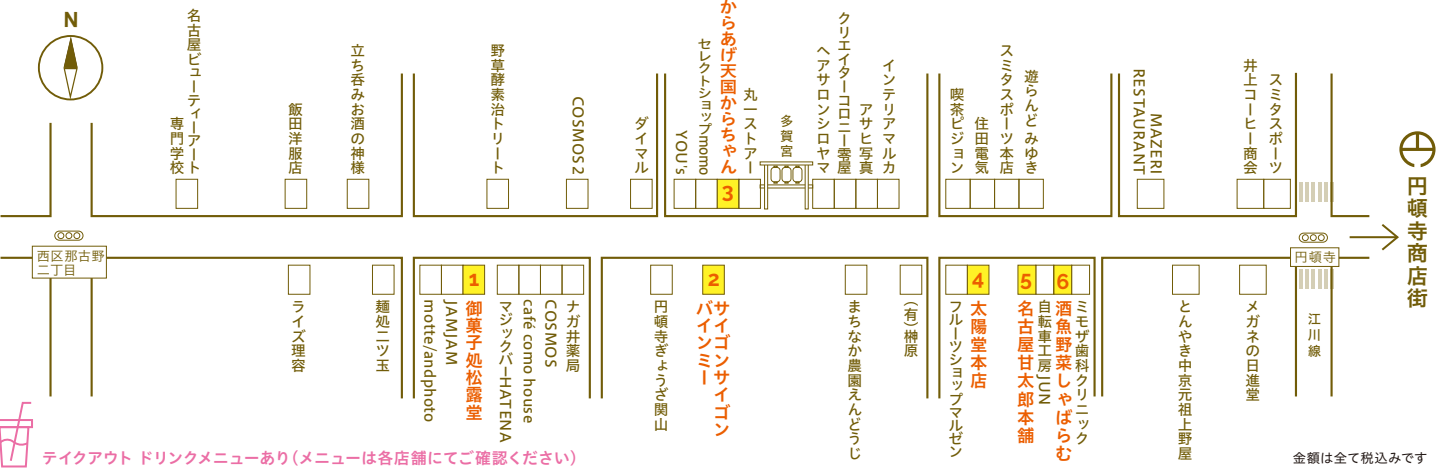 N
名古屋ビューティーアート
専門学校
飯田洋服店
立ち呑みお酒の神様
野草酵素治トリート
COSMOS2
ダイマル
YOU's
セレクトショップmomo
からあげ天国からちゃん
丸一ストアー
多賀宮
ヘアサロンシロヤマ
クリエイターコロニー零屋
アサヒ写真
インテリアマルカ
喫茶ビジョン
住田電気
スミタスポーツ本店
遊らんど みゆき
MAZERI
RESTAURANT
井上コーヒー商会
スミタスポーツ
3
円頓寺商店街
西区那古野
二丁目
円頓寺
1
2
4
5
6
ライズ理容
麺処二ツ玉
motte/andphoto
JAMJAM
御菓子処松露堂
マジックバーHATENA
café como house
COSMOS
ナガ井薬局
円頓寺ぎょうざ関山
サイゴンサイゴン
バインミー
まちなか農園えんどうじ
(有)榊原
フルーツショップマルゼン
太陽堂本店
名古屋甘太郎本舗
自転車工房JUN
酒魚野菜しゃばらむ
ミモザ歯科クリニック
とんやき中京元祖上野屋
メガネの日進堂
江川線
テイクアウト ドリンクメニューあり(メニューは各店舗にてご確認ください)
金額は全て税込みです